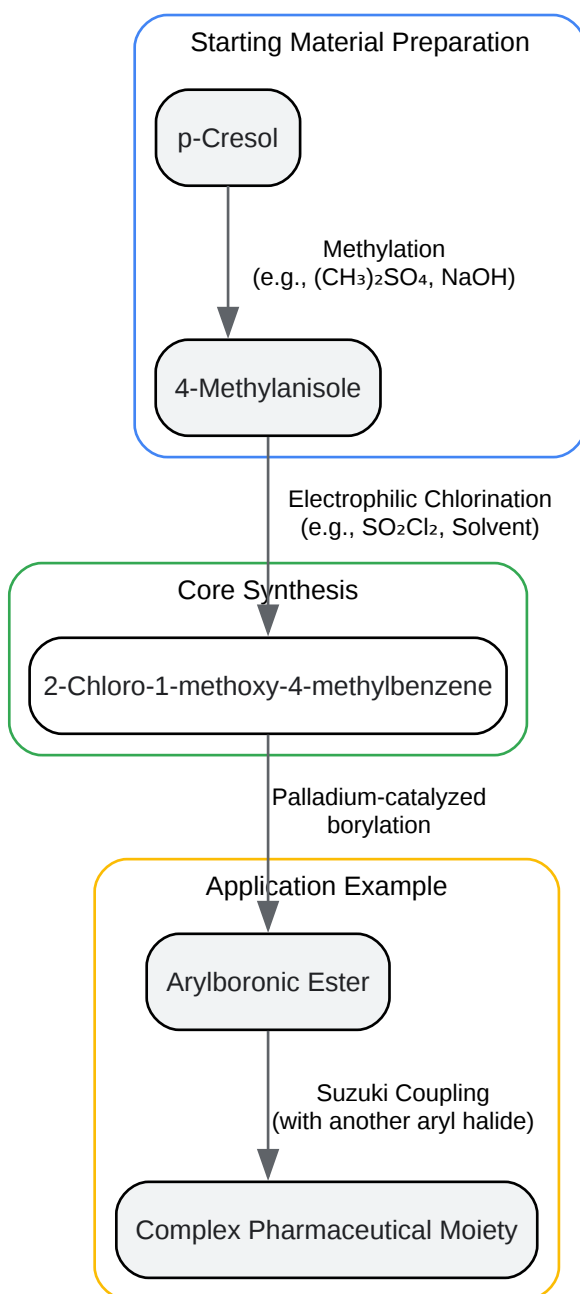 Starting Material Preparation
p-Cresol
Methylation
(e.g., (CH₃)₂SO₄, NaOH)
4-Methylanisole
Electrophilic Chlorination
(e.g., SO₂Cl₂, Solvent)
Core Synthesis
2-Chloro-1-methoxy-4-methylbenzene
Palladium-catalyzed
borylation
Application Example
Arylboronic Ester
Suzuki Coupling
(with another aryl halide)
Complex Pharmaceutical Moiety